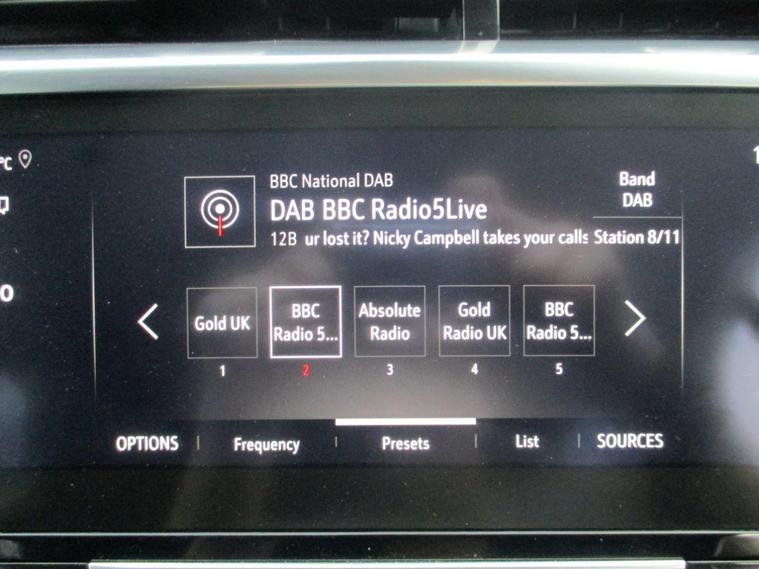 °C
BBC National DAB
Band
DAB
DAB BBC Radio5Live
12B ur lost it? Nicky Campbell takes your calls
Station 8/11
Gold UK
BBC
Radio 5...
Absolute
Radio
Gold
Radio UK
BBC
Radio 5...
1
2
3
4
5
OPTIONS
Frequency
Presets
List
SOURCES